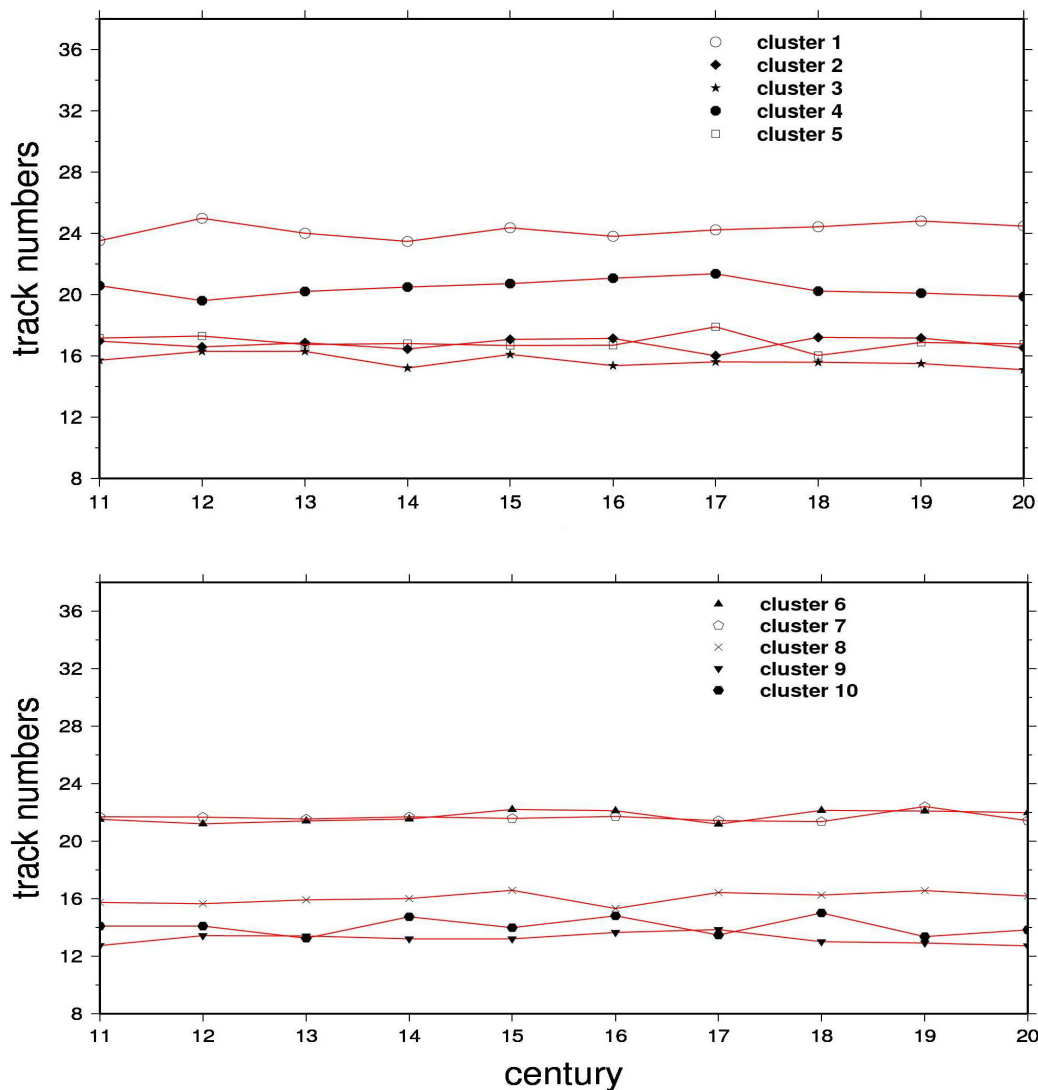 36
32
28
24
20
16
12
8
track numbers
cluster 1
cluster 2
cluster 3
cluster 4
cluster 5
11 12 13 14 15 16 17 18 19 20
36
32
28
24
20
16
12
8
track numbers
cluster 6
cluster 7
cluster 8
cluster 9
cluster 10
11 12 13 14 15 16 17 18 19 20
century